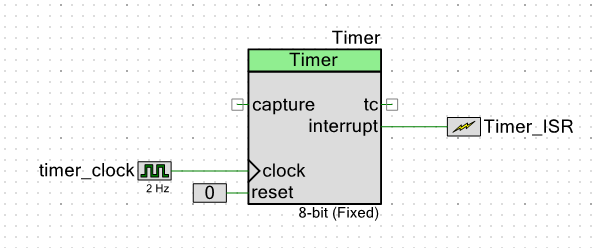 Timer
Timer
capture
tc
interrupt
Timer_ISR
timer_clock
2 Hz
clock
0
reset
8-bit (Fixed)